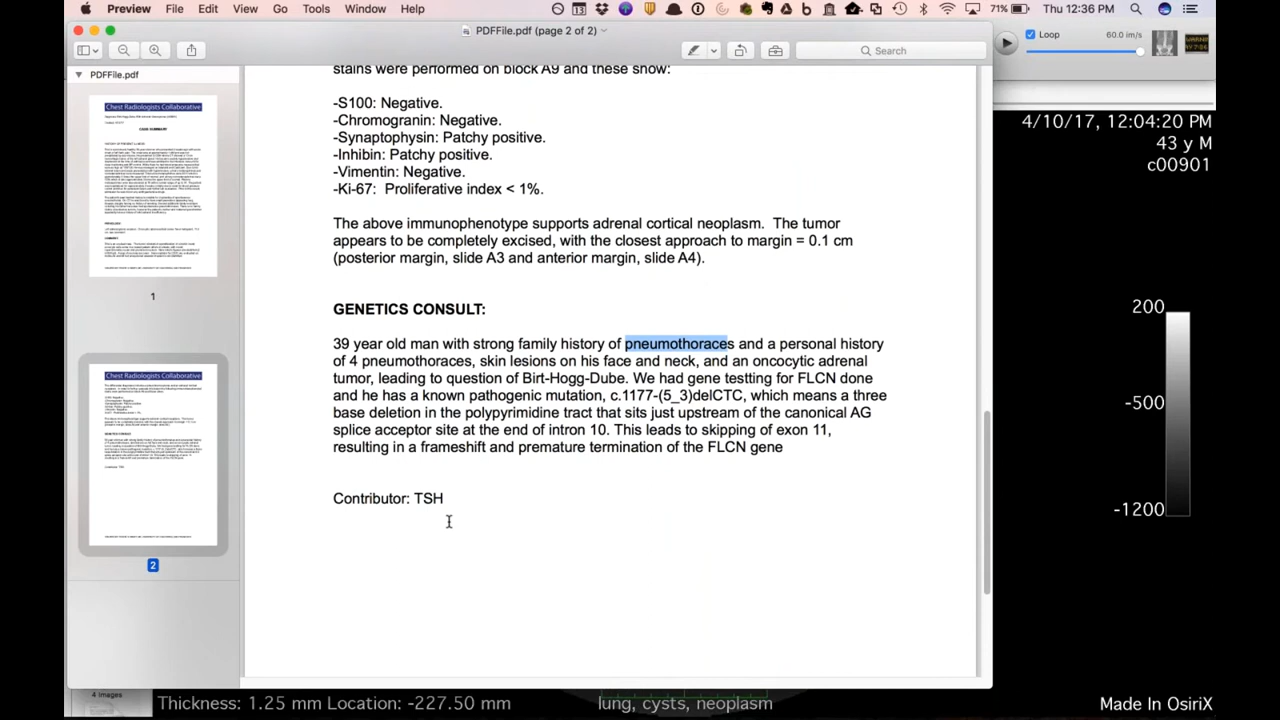 Preview File Edit View Go Tools Window Help 71% Thu 12:36 PM
PDFFile.pdf (page 2 of 2)
Loop 60.0 im/s
Search
PDFFile.pdf
Chest Radiologists Collaborative
1
2
stains were performed on block A9 and these show:
-S100: Negative.
-Chromogranin: Negative.
-Synaptophysin: Patchy positive.
-Inhibin: Patchy positive.
-Vimentin: Negative.
-Ki-67: Proliferative index < 1%.
The above immunophenotype supports adrenal cortical neoplasm. The tumor
appears to be completely excised with the closest approach to margin = 0.1 cm
(posterior margin, slide A3 and anterior margin, slide A4).
GENETICS CONSULT:
39 year old man with strong family history of pneumothoraces and a personal history
of 4 pneumothoraces, skin lesions on his face and neck, and an oncocytic adrenal
tumor, leading to question of Birt-Hogg-Dube. We had gene testting for FLCN done
and he has a known pathogenic mutation, c.1177-(5_3)delCTC, which means a three
base deletion in the polypyrimidine tract that sits just upstream of the canonical AG
splice acceptor site at the end of intron 10. This leads to skipping of exon 11,
resulting in a frameshift and premature termination of the FLCN gene
Contributor: TSH
4/10/17, 12:04:20 PM
43 y M
c00901
200
-500
-1200
4 images
Thickness: 1.25 mm Location: -227.50 mm
lung, cysts, neoplasm
Made In OsiriX